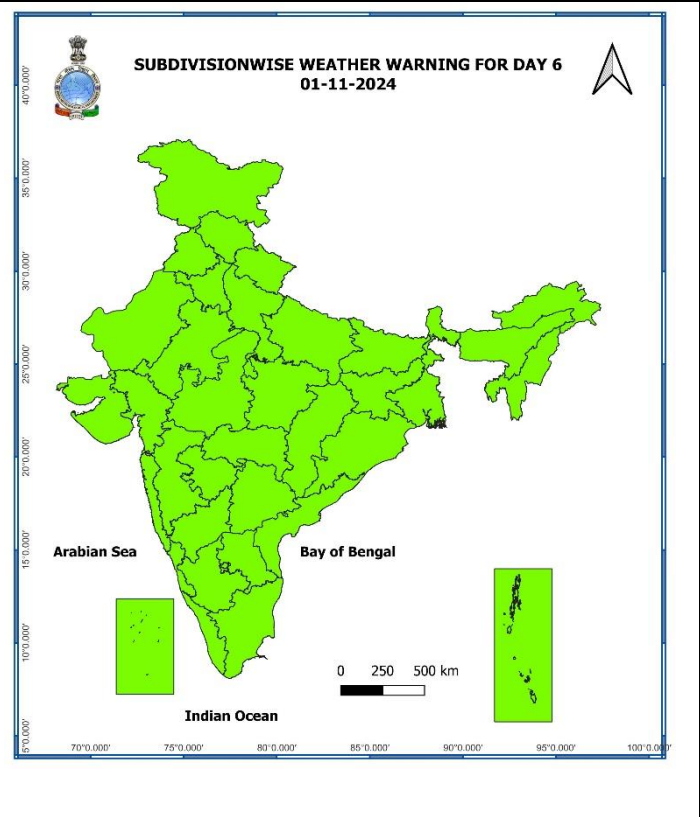 SUBDIVISIONWISE WEATHER WARNING FOR DAY 6
01-11-2024
40°0.000'
35°0.000'
30°0.000'
25°0.000'
20°0.000'
15°0.000'
10°0.000'
5°0.000'
Arabian Sea
Bay of Bengal
0 250 500 km
Indian Ocean
70°0.000' 75°0.000' 80°0.000' 85°0.000' 90°0.000' 95°0.000' 100°0.000'